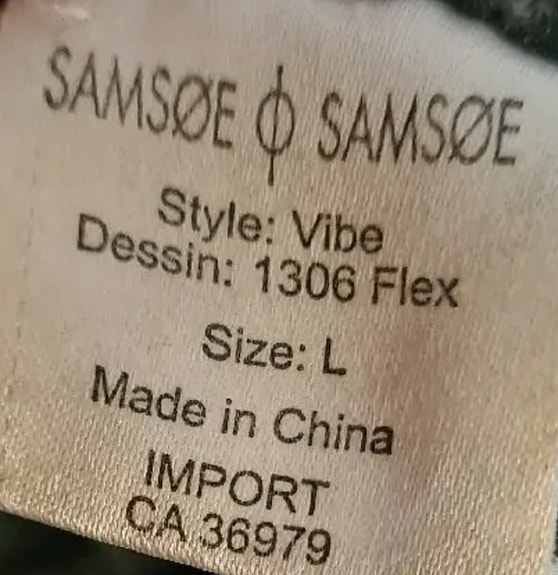 SAMSØE Φ SAMSØE
Style: Vibe
Dessin: 1306 Flex
Size: L
Made in China
IMPORT
CA 36979